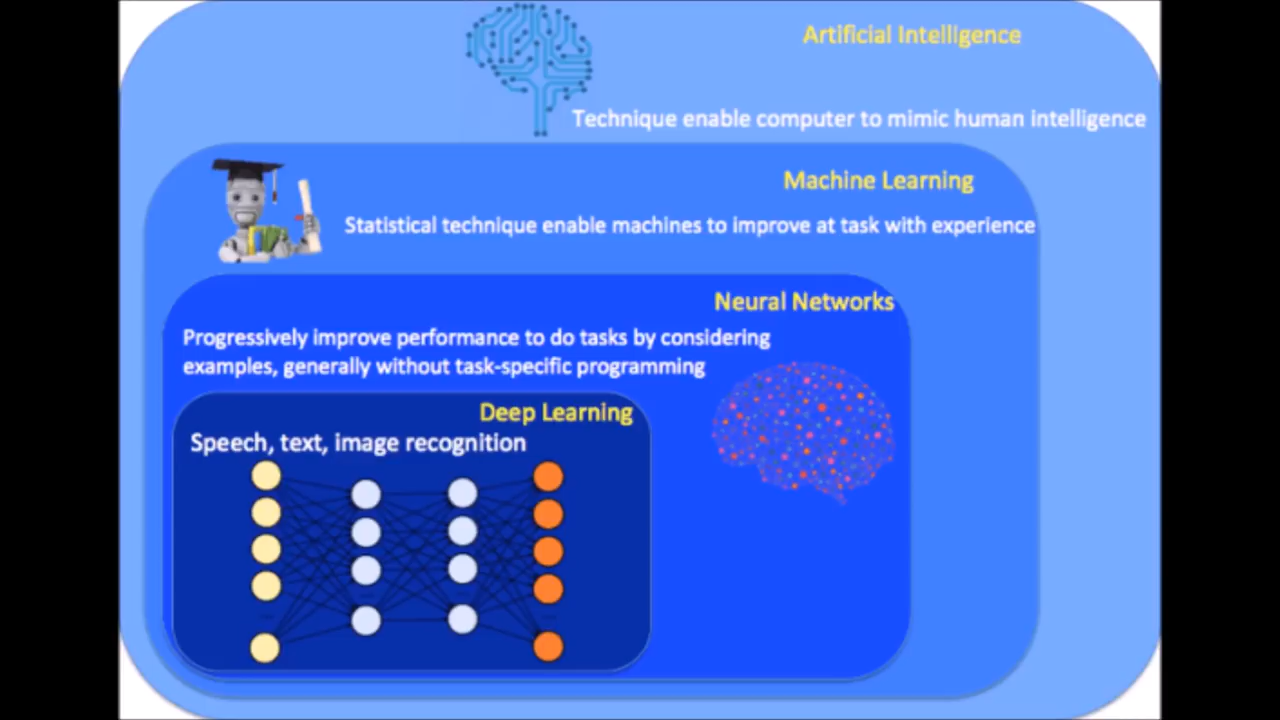 Artificial Intelligence
Technique enable computer to mimic human intelligence
Machine Learning
Statistical technique enable machines to improve at task with experience
Neural Networks
Progressively improve performance to do tasks by considering
examples, generally without task-specific programming
Deep Learning
Speech, text, image recognition